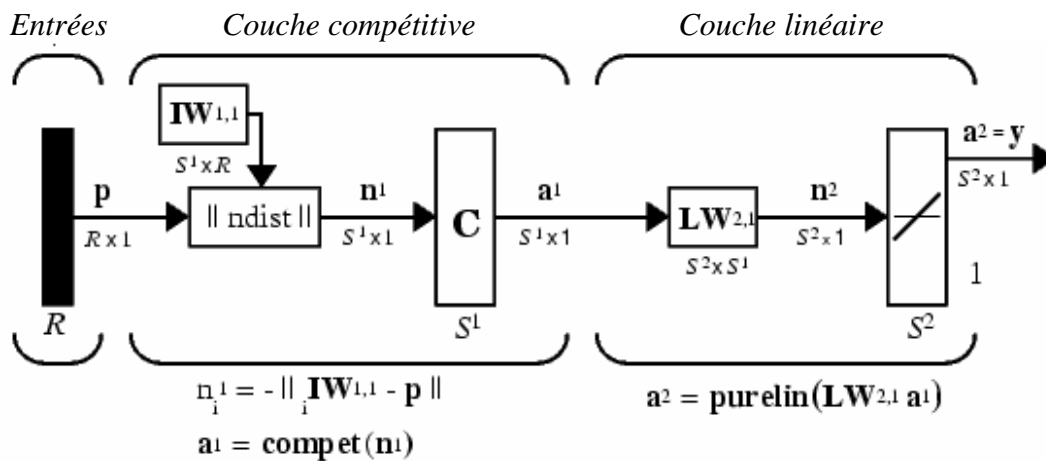 Entrées Couche compétitive Couche linéaire
IW1,1
S¹xR
p
Rx1
|| ndist ||
n1
S¹x1
C
a1
S¹x1
LW2,1
S²xS¹
n2
S²x1
a2 = y
S²x1
1
R S¹ S²
ni1 = - || iIW1,1 - p ||
a1 = compet(n1)
a2 = purelin(LW2,1 a1)